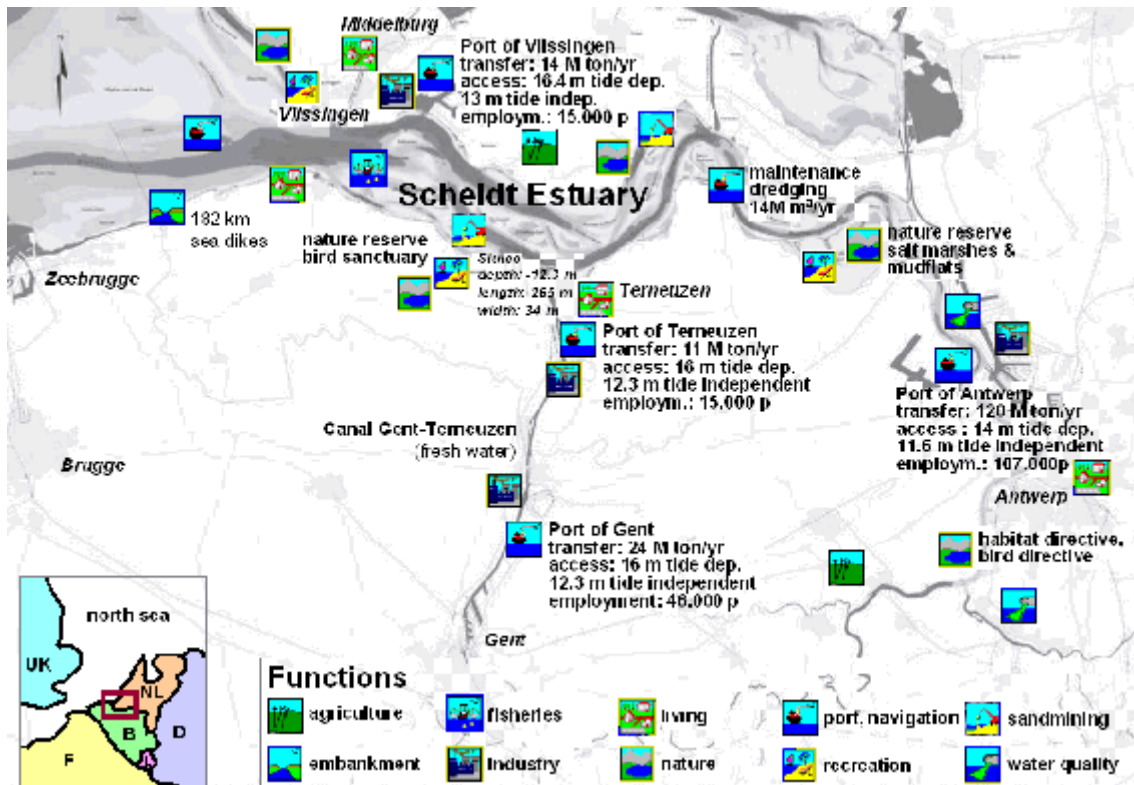 Middelburg
Port of Vlissingen
transfer: 14 M ton/yr
access: 16.4 m tide dep.
13 m tide indep.
employm.: 15.000 p
Vlissingen
Scheldt Estuary
maintenance
dredging
14M m³/yr
182 km
sea dikes
nature reserve
bird sanctuary
nature reserve
salt marshes &
mudflats
Zeebrugge
depth: -12.3 m
length: 265 m
width: 34 m
Terneuzen
Port of Terneuzen
transfer: 11 M ton/yr
access: 16 m tide dep.
12.3 m tide independent
employm.: 15.000 p
Port of Antwerp
transfer: 120 M ton/yr
access : 14 m tide dep.
11.6 m tide independent
employm.: 107.000p
Canal Gent-Terneuzen
(fresh water)
Brugge
Antwerp
Port of Gent
transfer: 24 M ton/yr
access: 16 m tide dep.
12.3 m tide independent
employment: 46.000 p
habitat directive,
bird directive
Gent
north sea
UK
NL
B
D
F
Functions
agriculture
fisheries
living
port, navigation
sandmining
embankment
Industry
nature
recreation
water quality